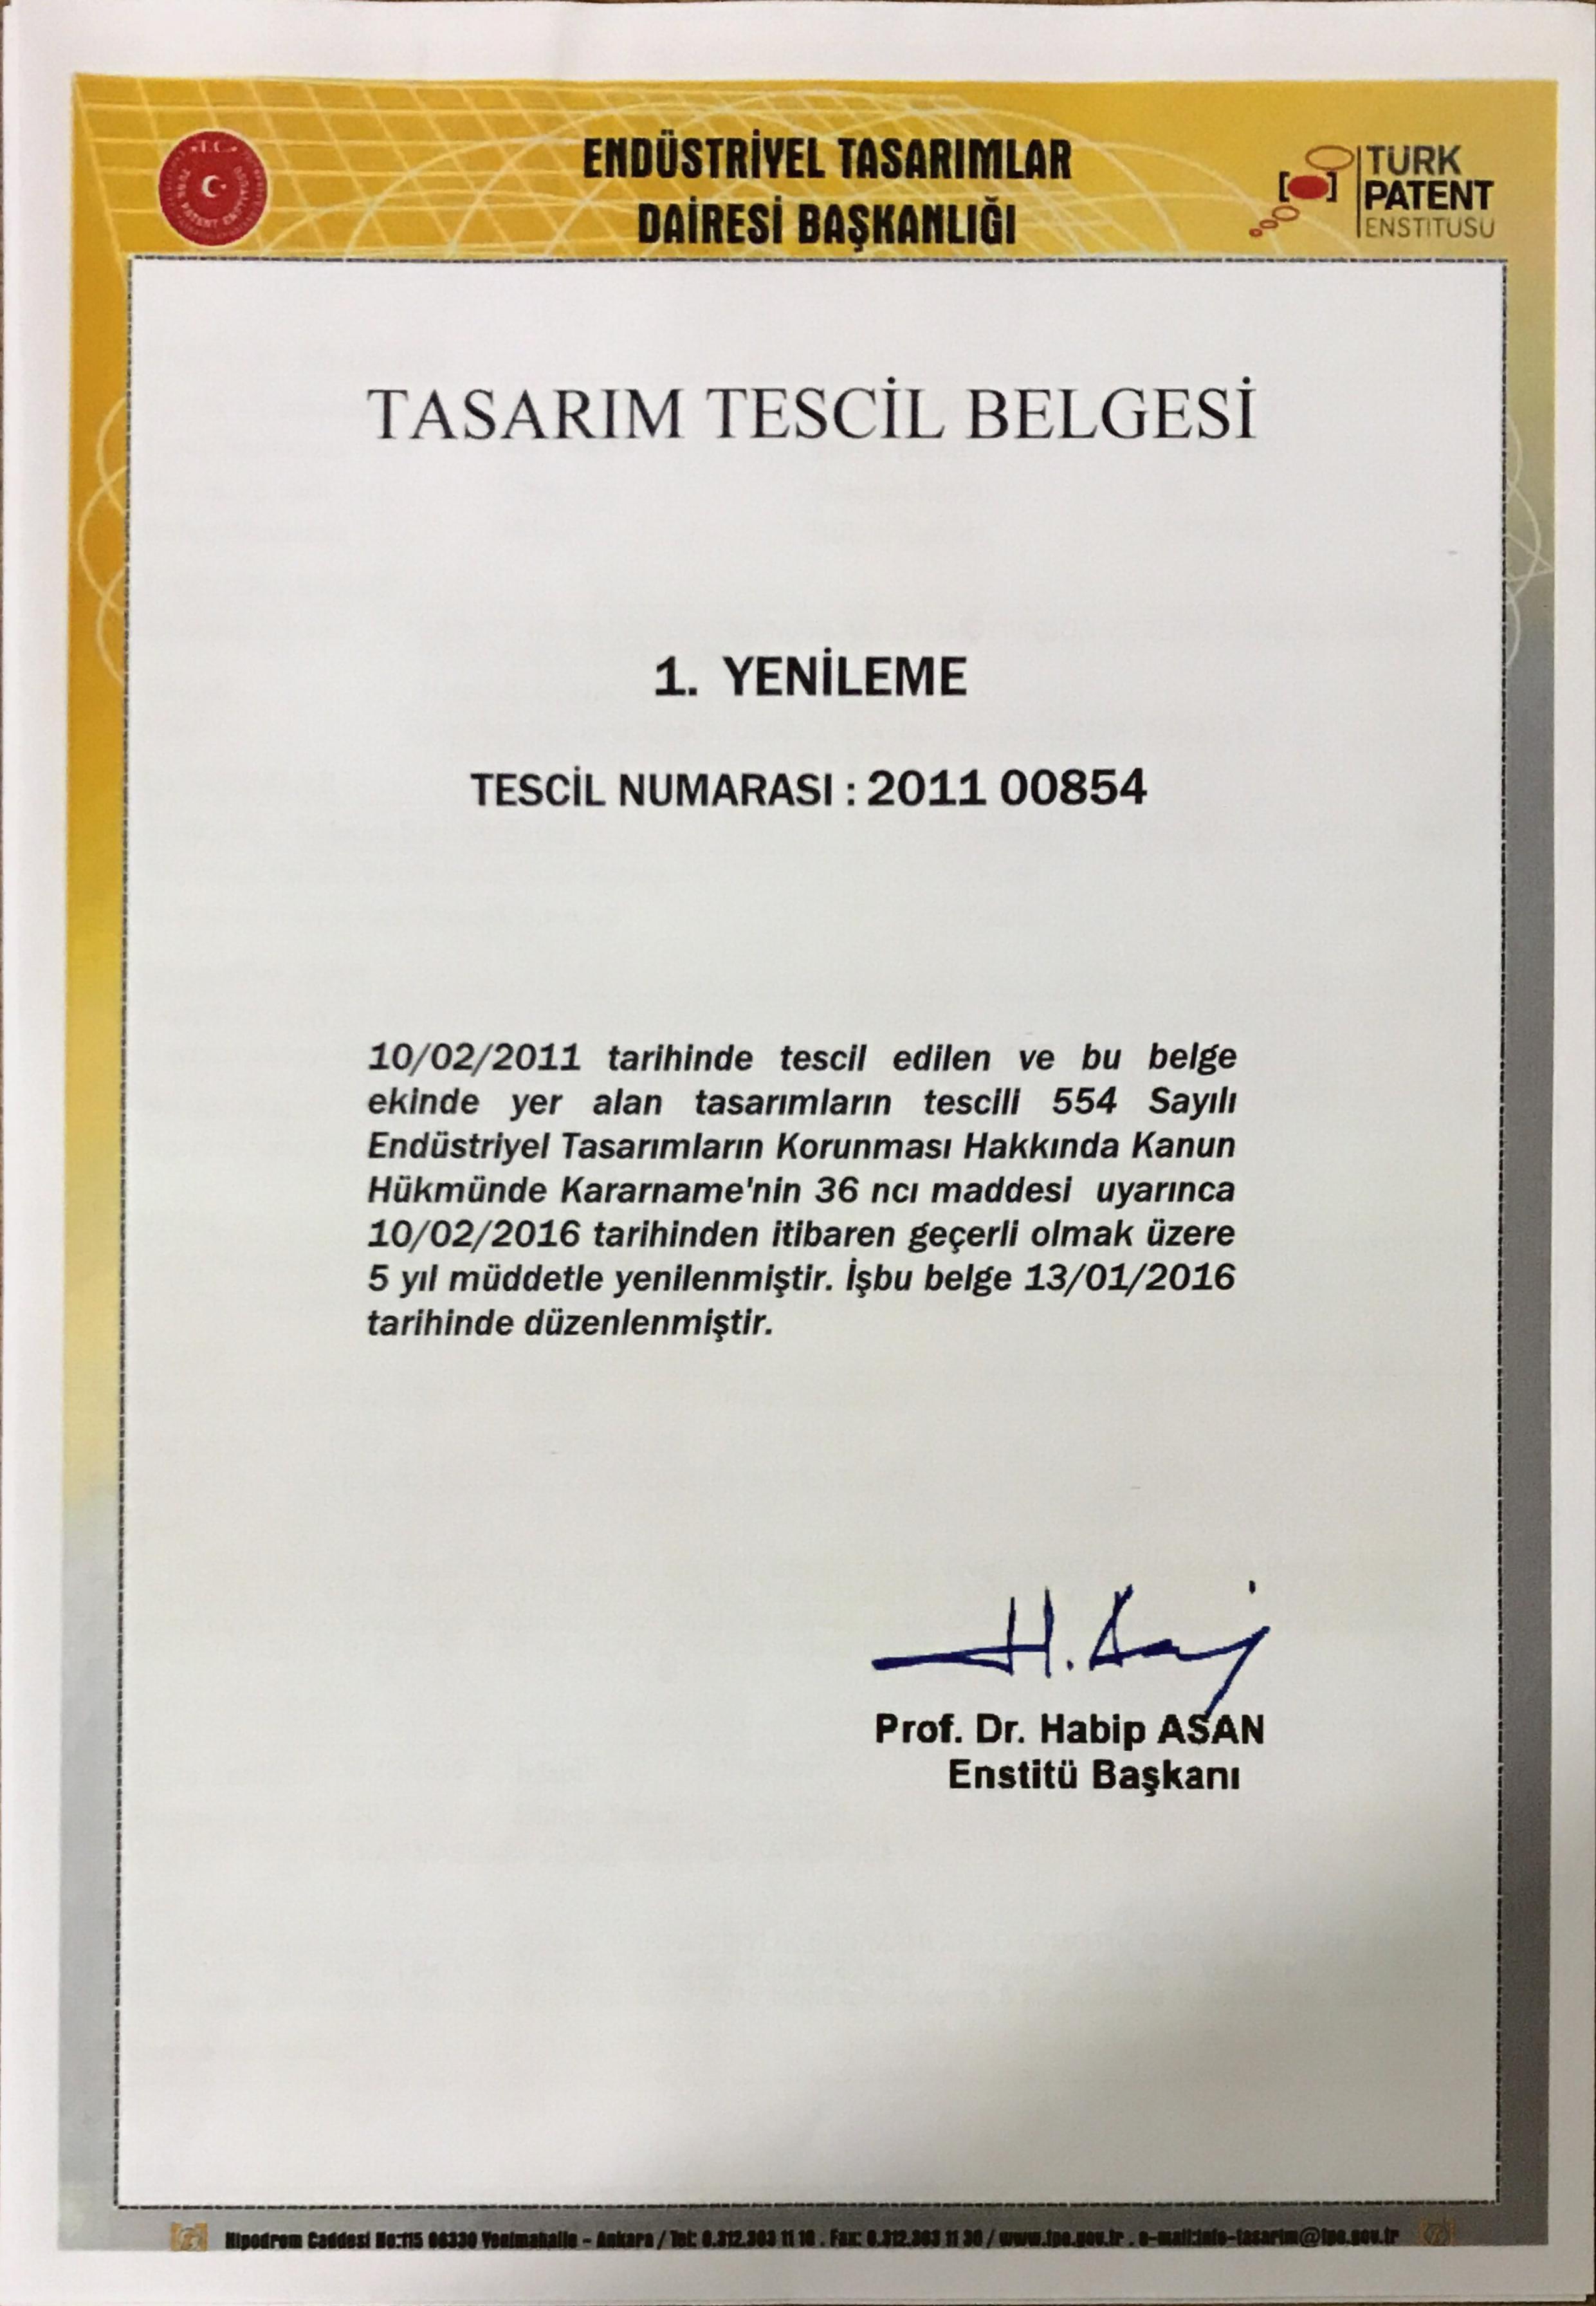 T.C.
TÜRK PATENT ENSTİTÜSÜ
ENDÜSTRİYEL TASARIMLAR
DAİRESİ BAŞKANLIĞI
TURK
PATENT
ENSTITUSU
TASARIM TESCİL BELGESİ
1. YENİLEME
TESCİL NUMARASI : 2011 00854
10/02/2011 tarihinde tescil edilen ve bu belge
ekinde yer alan tasarımların tescili 554 Sayılı
Endüstriyel Tasarımların Korunması Hakkında Kanun
Hükmünde Kararname'nin 36 ncı maddesi uyarınca
10/02/2016 tarihinden itibaren geçerli olmak üzere
5 yıl müddetle yenilenmiştir. İşbu belge 13/01/2016
tarihinde düzenlenmiştir.
Prof. Dr. Habip ASAN
Enstitü Başkanı
Hipodrom Caddesi No:115 06330 Yenimahalle - Ankara / Tel: 0.312.303 11 10 . Fax: 0.312.303 11 30 / www.tpe.gov.tr . e-mail:info-tasarim@tpe.gov.tr